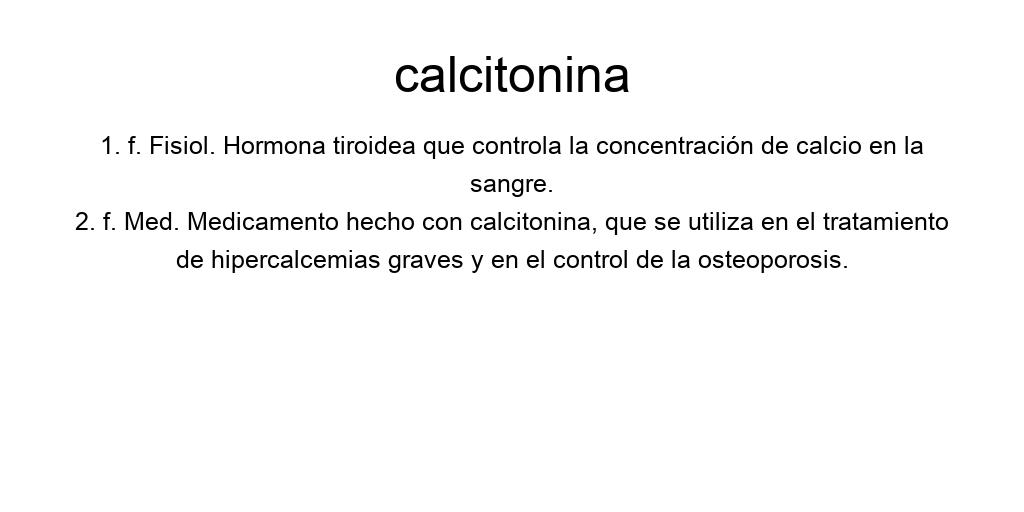 calcitonina
1. f. Fisiol. Hormona tiroidea que controla la concentración de calcio en la
sangre.
2. f. Med. Medicamento hecho con calcitonina, que se utiliza en el tratamiento
de hipercalcemias graves y en el control de la osteoporosis.